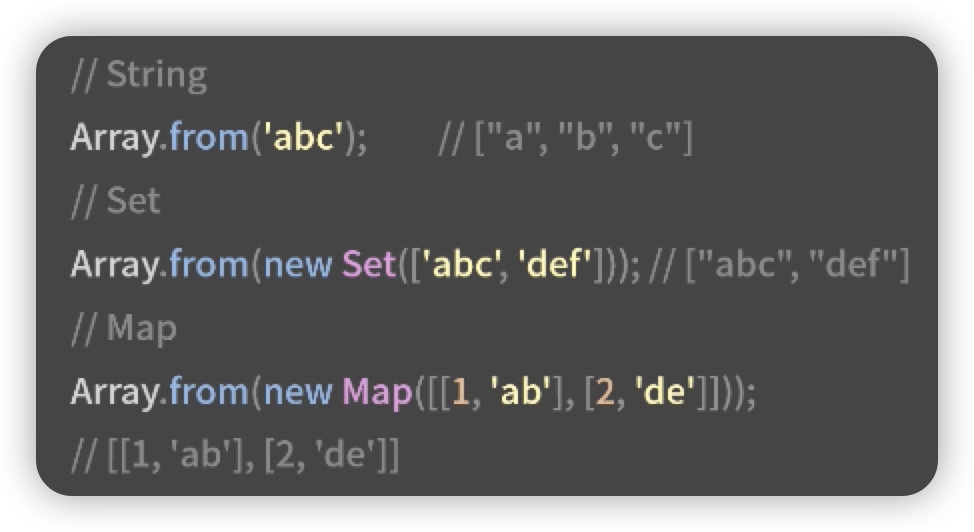 // String
Array.from('abc'); // ["a", "b", "c"]
// Set
Array.from(new Set(['abc', 'def'])); // ["abc", "def"]
// Map
Array.from(new Map([[1, 'ab'], [2, 'de']]));
// [[1, 'ab'], [2, 'de']]